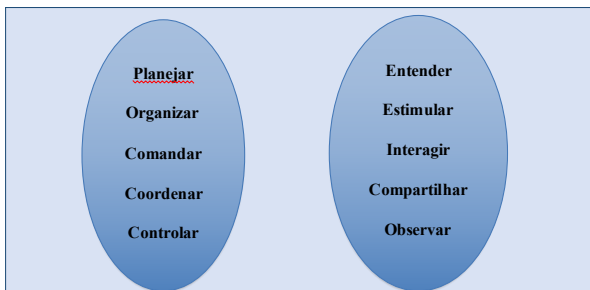 Planejar
Organizar
Comandar
Coordenar
Controlar
Entender
Estimular
Interagir
Compartilhar
Observar